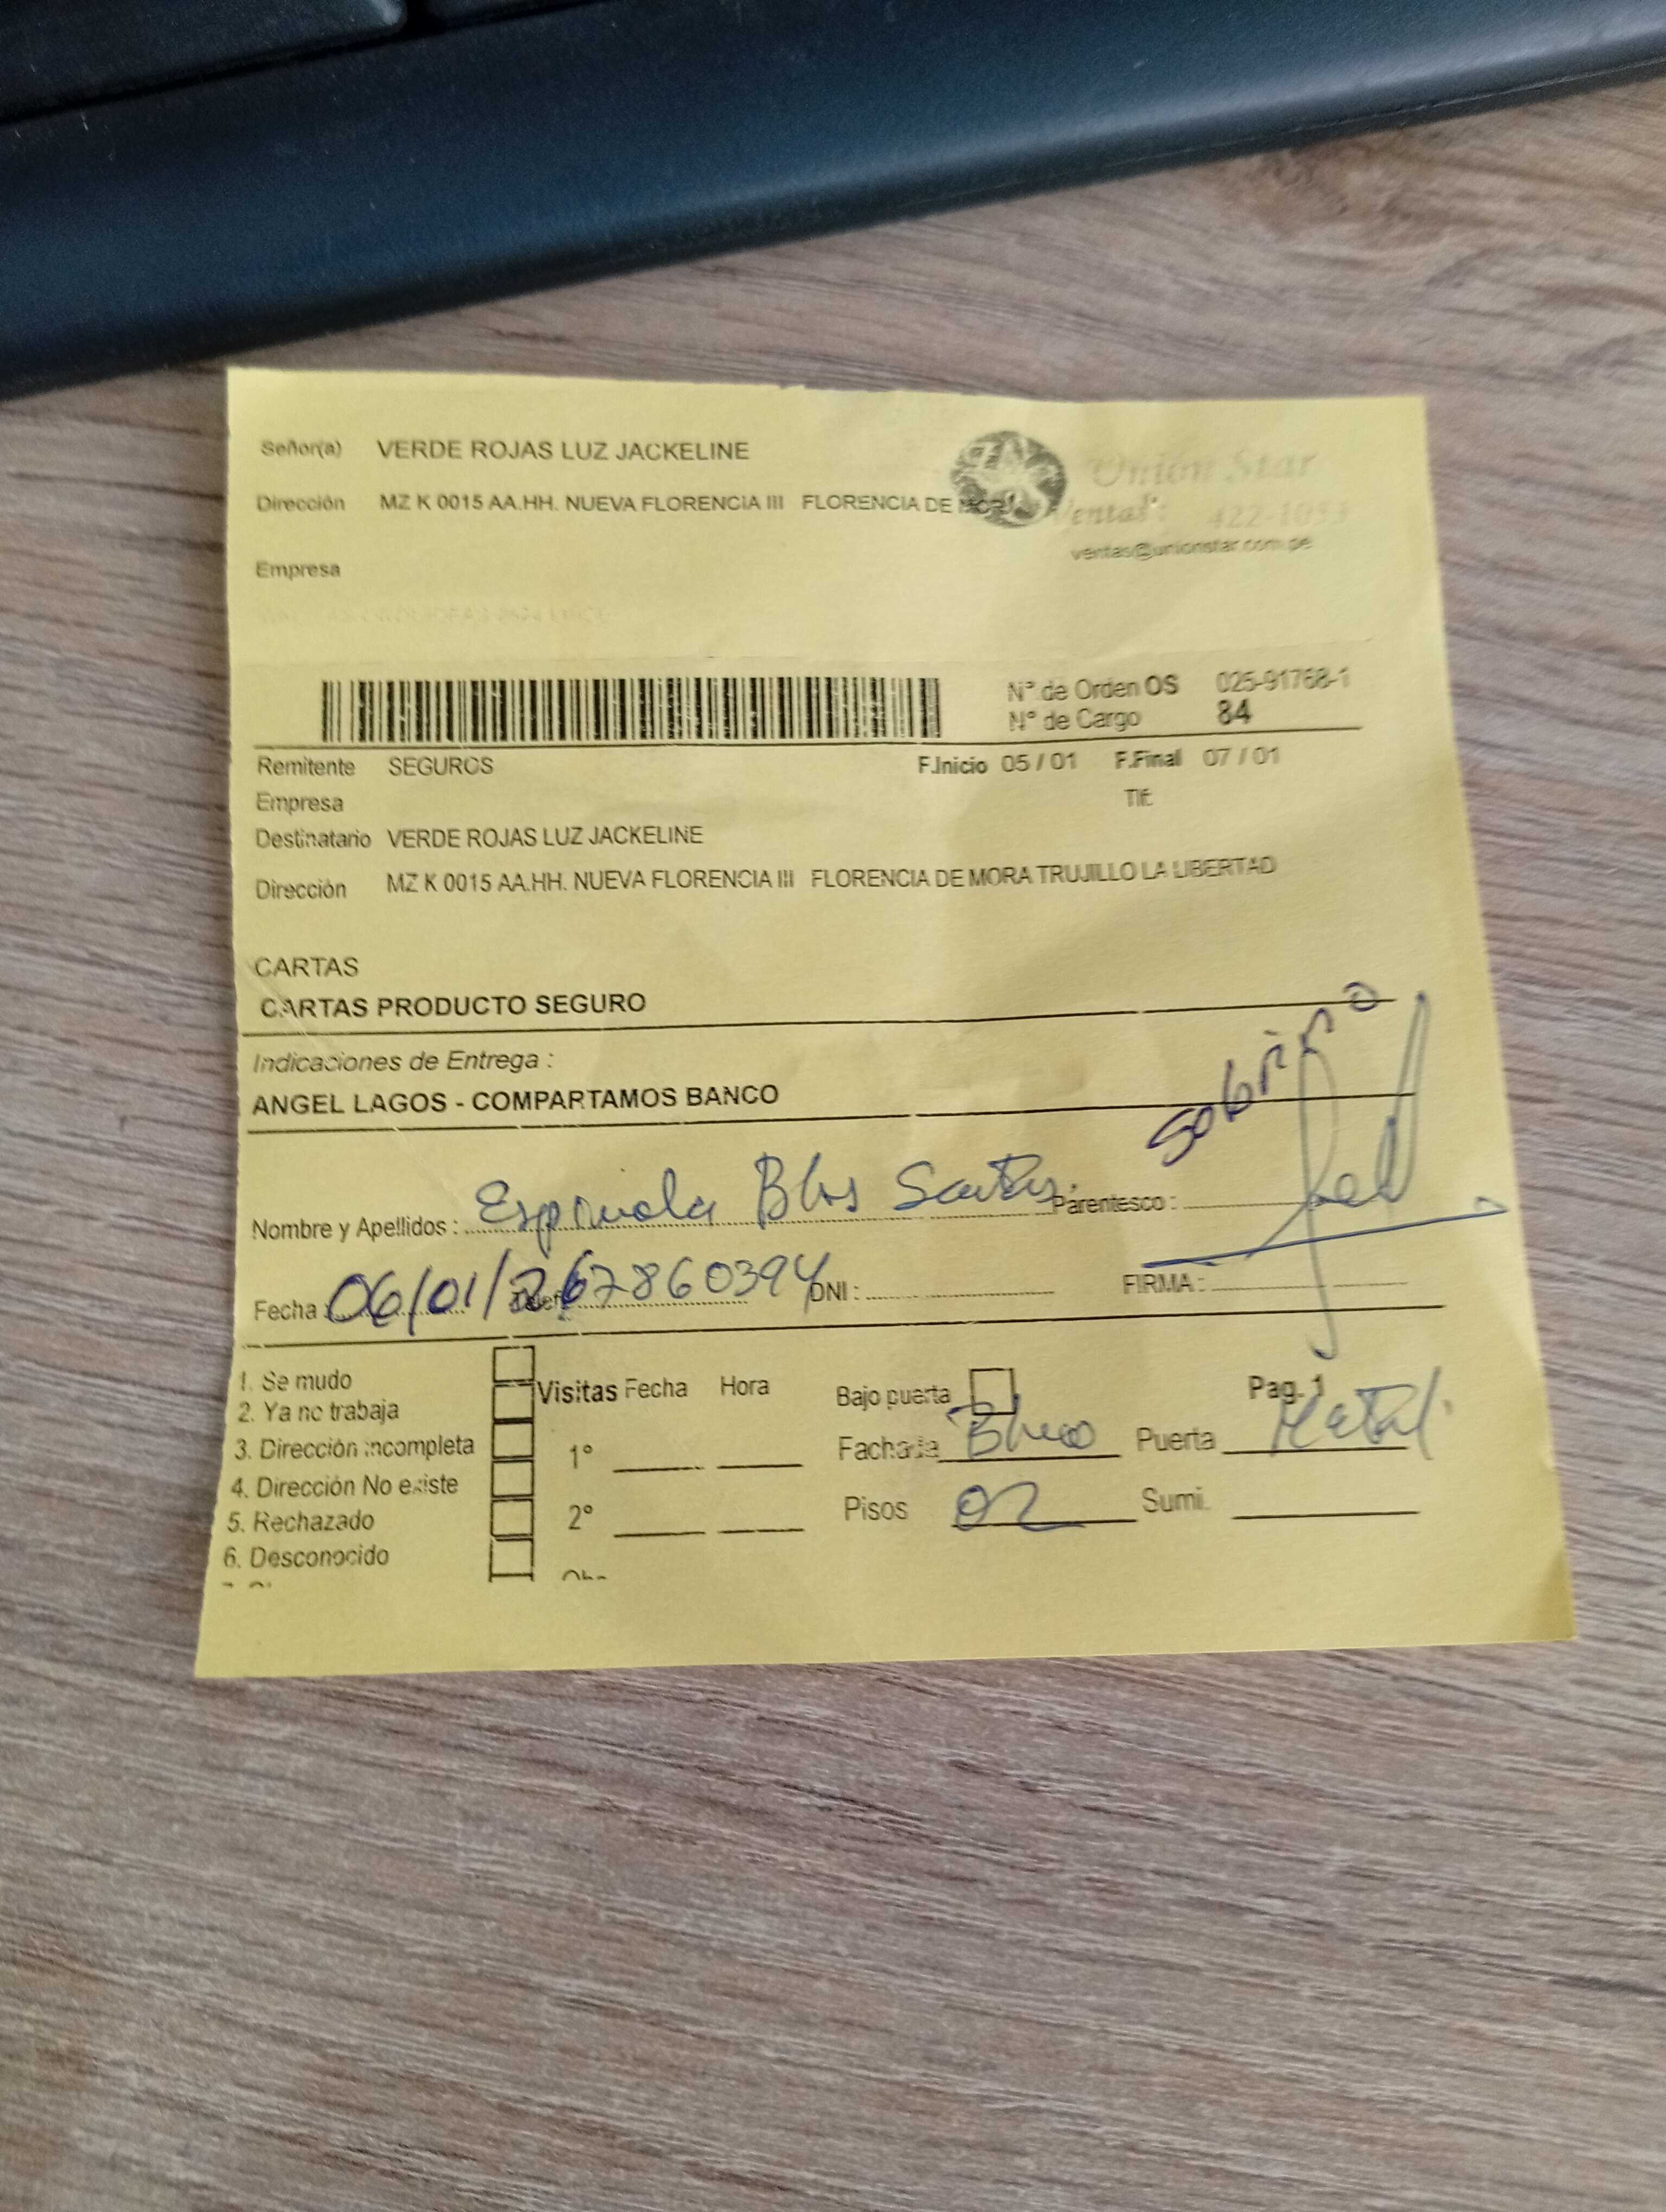 Señor(a) VERDE ROJAS LUZ JACKELINE
Union Star
Dirección MZ K 0015 AA.HH. NUEVA FLORENCIA III FLORENCIA DE MOR
422-1093
ventas@unionstar.com.pe
Empresa
N° de Orden OS 025-91768-1
N° de Cargo 84
Remitente SEGUROS F.Inicio 05 / 01 F.Final 07 / 01
Empresa Tlf:
Destinatario VERDE ROJAS LUZ JACKELINE
Dirección MZ K 0015 AA.HH. NUEVA FLORENCIA III FLORENCIA DE MORA TRUJILLO LA LIBERTAD
CARTAS
CARTAS PRODUCTO SEGURO
Indicaciones de Entrega :
ANGEL LAGOS - COMPARTAMOS BANCO
sobrino
Nombre y Apellidos : Espinola Blas Santos Parentesco :
Fecha : 06/01/26 Telef 7860394 DNI : FIRMA :
1. Se mudo
2. Ya no trabaja
3. Dirección incompleta
4. Dirección No existe
5. Rechazado
6. Desconocido
Visitas Fecha Hora
1°
2°
Bajo puerta Pag. 1
Fachada Puerta Metal
Pisos 02 Sumi.